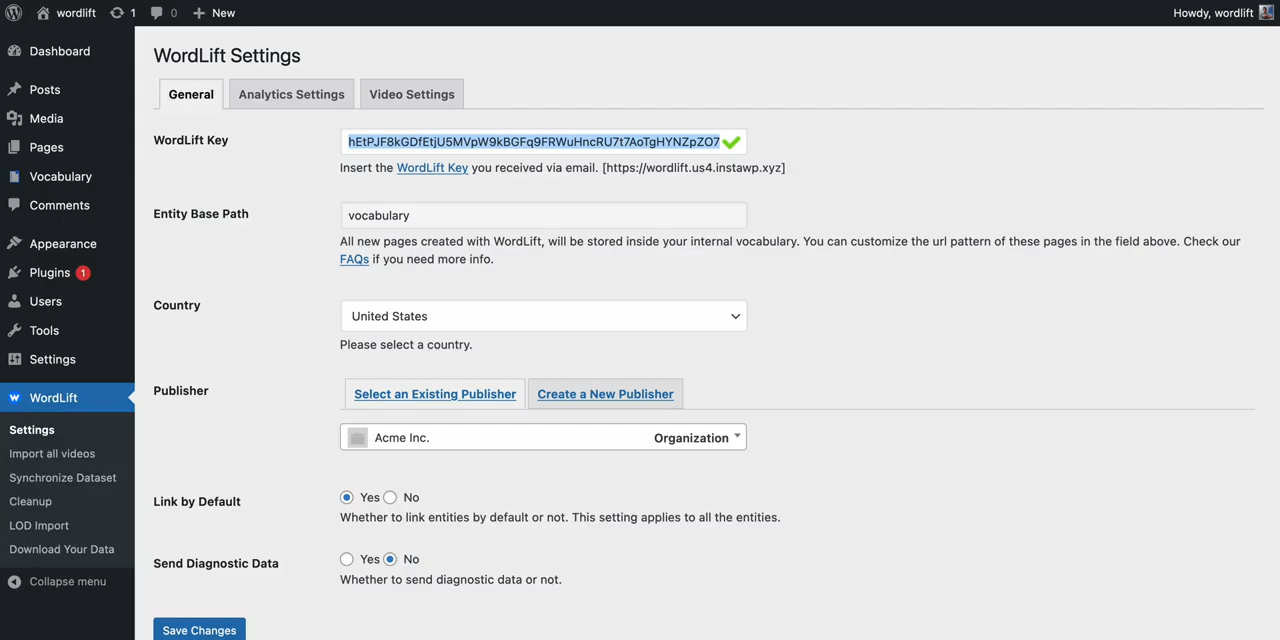 wordlift 1 0 New Howdy, wordlift
Dashboard
Posts
Media
Pages
Vocabulary
Comments
Appearance
Plugins 1
Users
Tools
Settings
WordLift
Settings
Import all videos
Synchronize Dataset
Cleanup
LOD Import
Download Your Data
Collapse menu
WordLift Settings
General Analytics Settings Video Settings
WordLift Key hEtPJF8kGDfEtjU5MVpW9kBGFq9FRWuHncRU7t7AoTgHYNZpZO7
Insert the WordLift Key you received via email. [https://wordlift.us4.instawp.xyz]
Entity Base Path vocabulary
All new pages created with WordLift, will be stored inside your internal vocabulary. You can customize the url pattern of these pages in the field above. Check our
FAQs if you need more info.
Country United States
Please select a country.
Publisher Select an Existing Publisher Create a New Publisher
Acme Inc. Organization
Link by Default Yes No
Whether to link entities by default or not. This setting applies to all the entities.
Send Diagnostic Data Yes No
Whether to send diagnostic data or not.
Save Changes